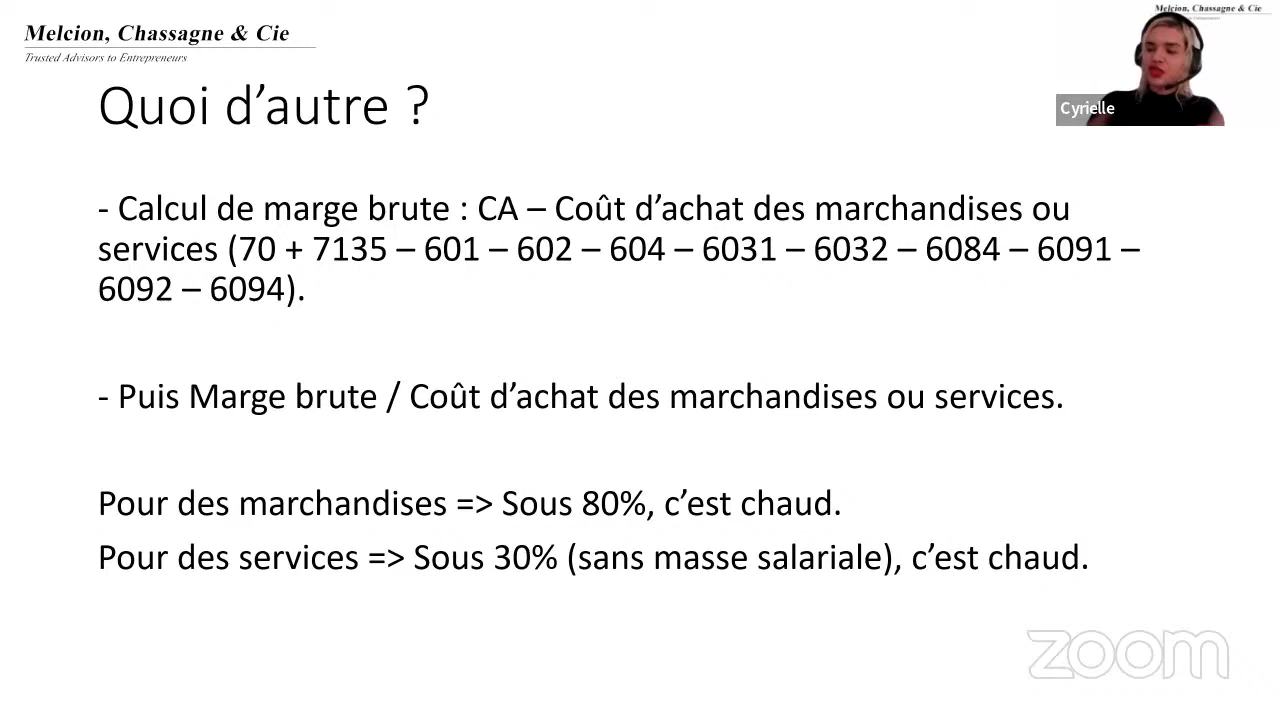 Melcion, Chassagne & Cie
Trusted Advisors to Entrepreneurs
Melcion, Chassagne & Cie
Cyrielle
Quoi d’autre ?
- Calcul de marge brute : CA – Coût d’achat des marchandises ou
services (70 + 7135 – 601 – 602 – 604 – 6031 – 6032 – 6084 – 6091 –
6092 – 6094).
- Puis Marge brute / Coût d’achat des marchandises ou services.
Pour des marchandises => Sous 80%, c’est chaud.
Pour des services => Sous 30% (sans masse salariale), c’est chaud.
zoom